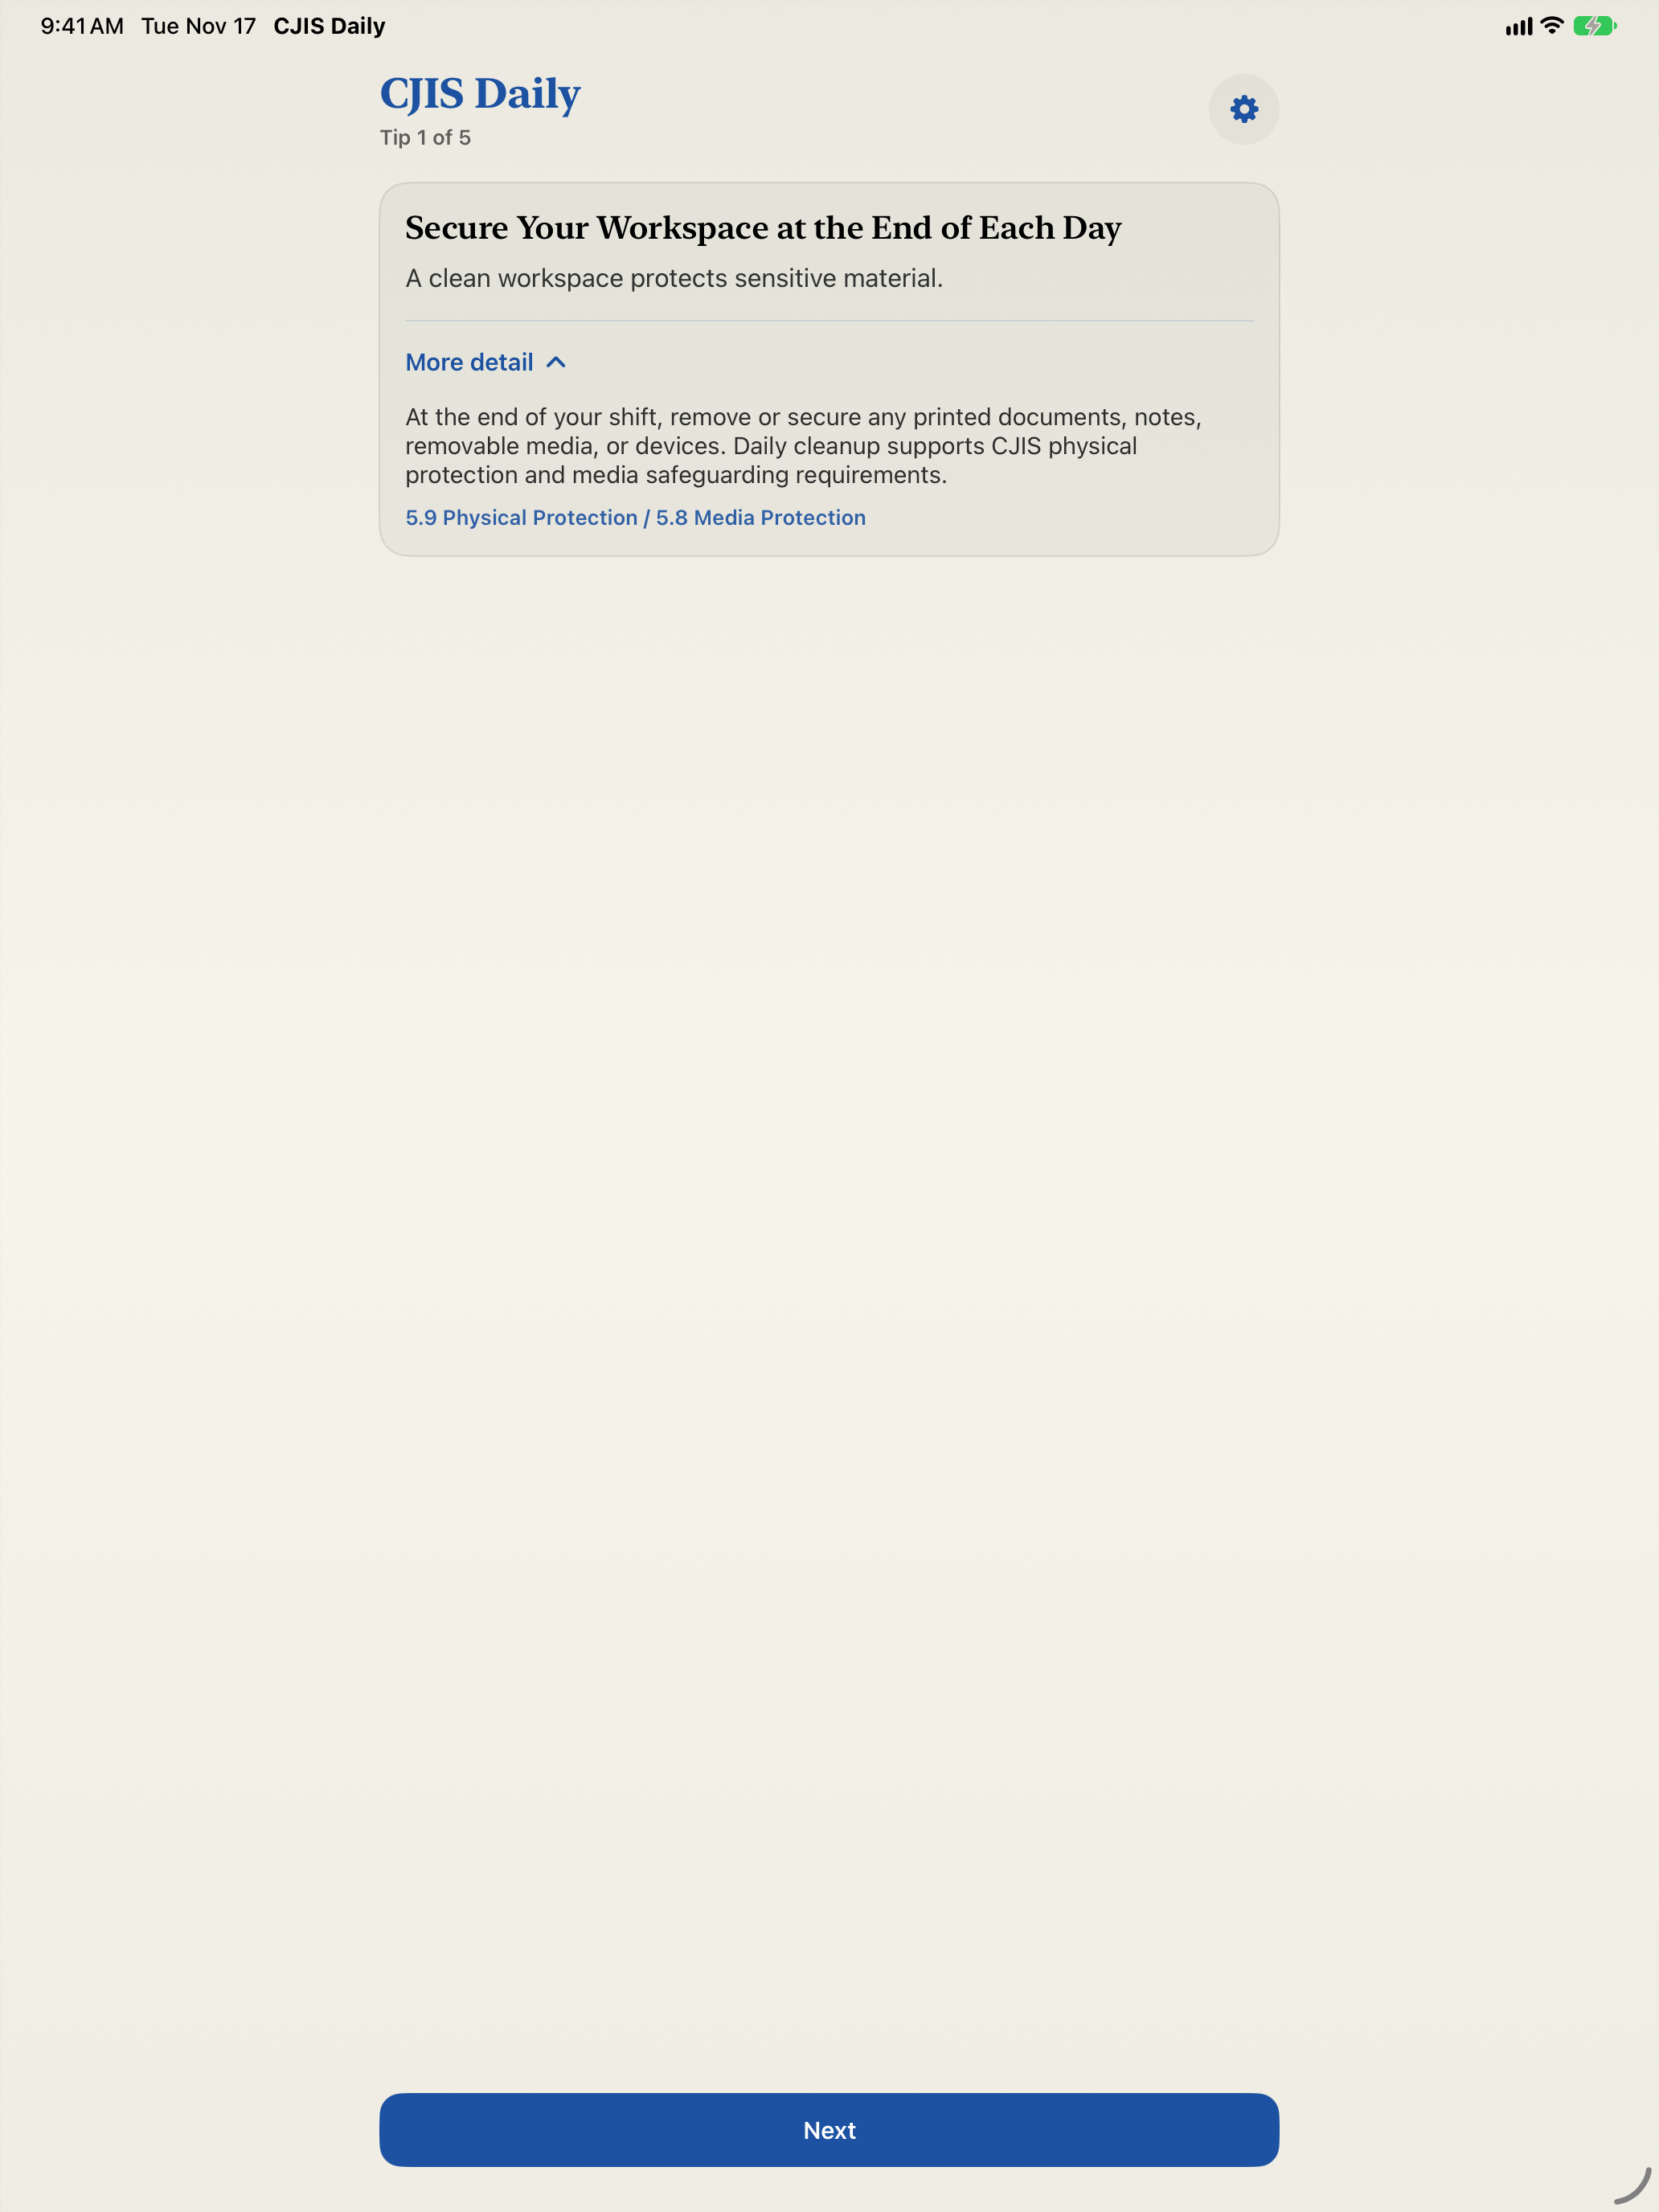 9:41 AM Tue Nov 17 CJIS Daily
CJIS Daily
Tip 1 of 5
Secure Your Workspace at the End of Each Day
A clean workspace protects sensitive material.
More detail
At the end of your shift, remove or secure any printed documents, notes,
removable media, or devices. Daily cleanup supports CJIS physical
protection and media safeguarding requirements.
5.9 Physical Protection / 5.8 Media Protection
Next